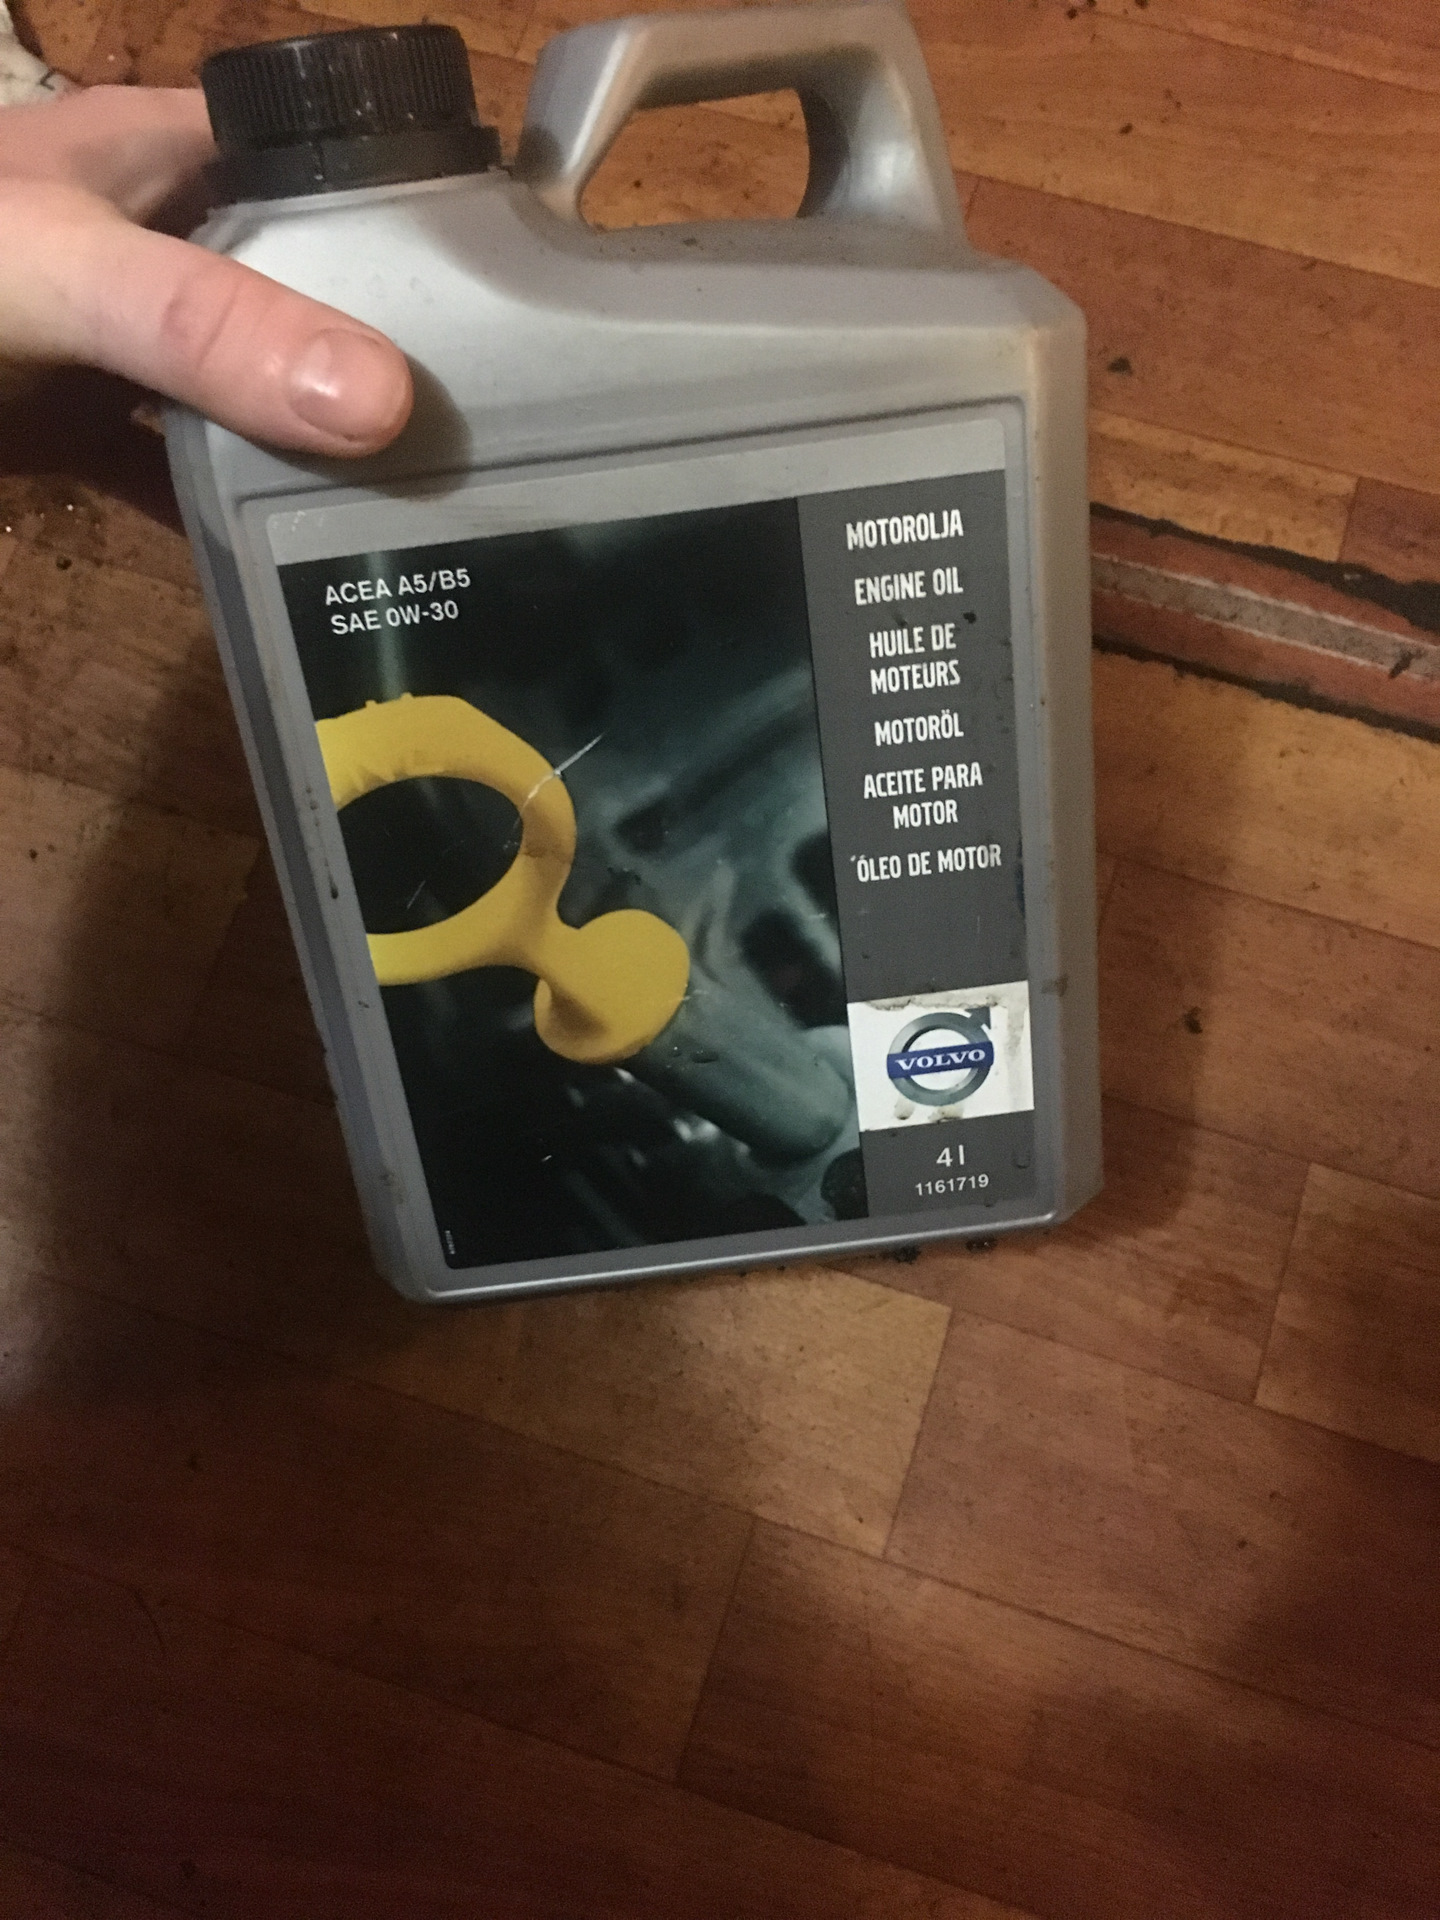 ACEA A5/B5
SAE 0W-30
MOTOROLJA
ENGINE OIL
HUILE DE
MOTEURS
MOTORÖL
ACEITE PARA
MOTOR
ÓLEO DE MOTOR
VOLVO
4 l
1161719